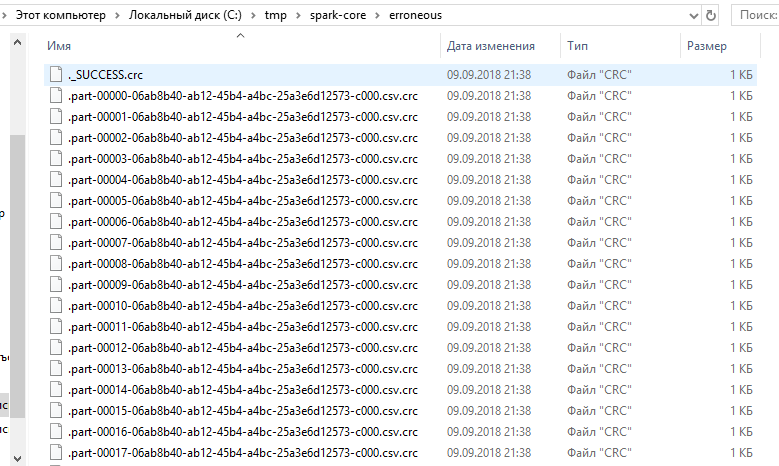 Этот компьютер > Локальный диск (C:) > tmp > spark-core > erroneous
Поиск:
Имя Дата изменения Тип Размер
._SUCCESS.crc 09.09.2018 21:38 Файл "CRC" 1 КБ
.part-00000-06ab8b40-ab12-45b4-a4bc-25a3e6d12573-c000.csv.crc 09.09.2018 21:38 Файл "CRC" 1 КБ
.part-00001-06ab8b40-ab12-45b4-a4bc-25a3e6d12573-c000.csv.crc 09.09.2018 21:38 Файл "CRC" 1 КБ
.part-00002-06ab8b40-ab12-45b4-a4bc-25a3e6d12573-c000.csv.crc 09.09.2018 21:38 Файл "CRC" 1 КБ
.part-00003-06ab8b40-ab12-45b4-a4bc-25a3e6d12573-c000.csv.crc 09.09.2018 21:38 Файл "CRC" 1 КБ
.part-00004-06ab8b40-ab12-45b4-a4bc-25a3e6d12573-c000.csv.crc 09.09.2018 21:38 Файл "CRC" 1 КБ
.part-00005-06ab8b40-ab12-45b4-a4bc-25a3e6d12573-c000.csv.crc 09.09.2018 21:38 Файл "CRC" 1 КБ
.part-00006-06ab8b40-ab12-45b4-a4bc-25a3e6d12573-c000.csv.crc 09.09.2018 21:38 Файл "CRC" 1 КБ
.part-00007-06ab8b40-ab12-45b4-a4bc-25a3e6d12573-c000.csv.crc 09.09.2018 21:38 Файл "CRC" 1 КБ
.part-00008-06ab8b40-ab12-45b4-a4bc-25a3e6d12573-c000.csv.crc 09.09.2018 21:38 Файл "CRC" 1 КБ
.part-00009-06ab8b40-ab12-45b4-a4bc-25a3e6d12573-c000.csv.crc 09.09.2018 21:38 Файл "CRC" 1 КБ
.part-00010-06ab8b40-ab12-45b4-a4bc-25a3e6d12573-c000.csv.crc 09.09.2018 21:38 Файл "CRC" 1 КБ
.part-00011-06ab8b40-ab12-45b4-a4bc-25a3e6d12573-c000.csv.crc 09.09.2018 21:38 Файл "CRC" 1 КБ
.part-00012-06ab8b40-ab12-45b4-a4bc-25a3e6d12573-c000.csv.crc 09.09.2018 21:38 Файл "CRC" 1 КБ
.part-00013-06ab8b40-ab12-45b4-a4bc-25a3e6d12573-c000.csv.crc 09.09.2018 21:38 Файл "CRC" 1 КБ
.part-00014-06ab8b40-ab12-45b4-a4bc-25a3e6d12573-c000.csv.crc 09.09.2018 21:38 Файл "CRC" 1 КБ
.part-00015-06ab8b40-ab12-45b4-a4bc-25a3e6d12573-c000.csv.crc 09.09.2018 21:38 Файл "CRC" 1 КБ
.part-00016-06ab8b40-ab12-45b4-a4bc-25a3e6d12573-c000.csv.crc 09.09.2018 21:38 Файл "CRC" 1 КБ
.part-00017-06ab8b40-ab12-45b4-a4bc-25a3e6d12573-c000.csv.crc 09.09.2018 21:38 Файл "CRC" 1 КБ